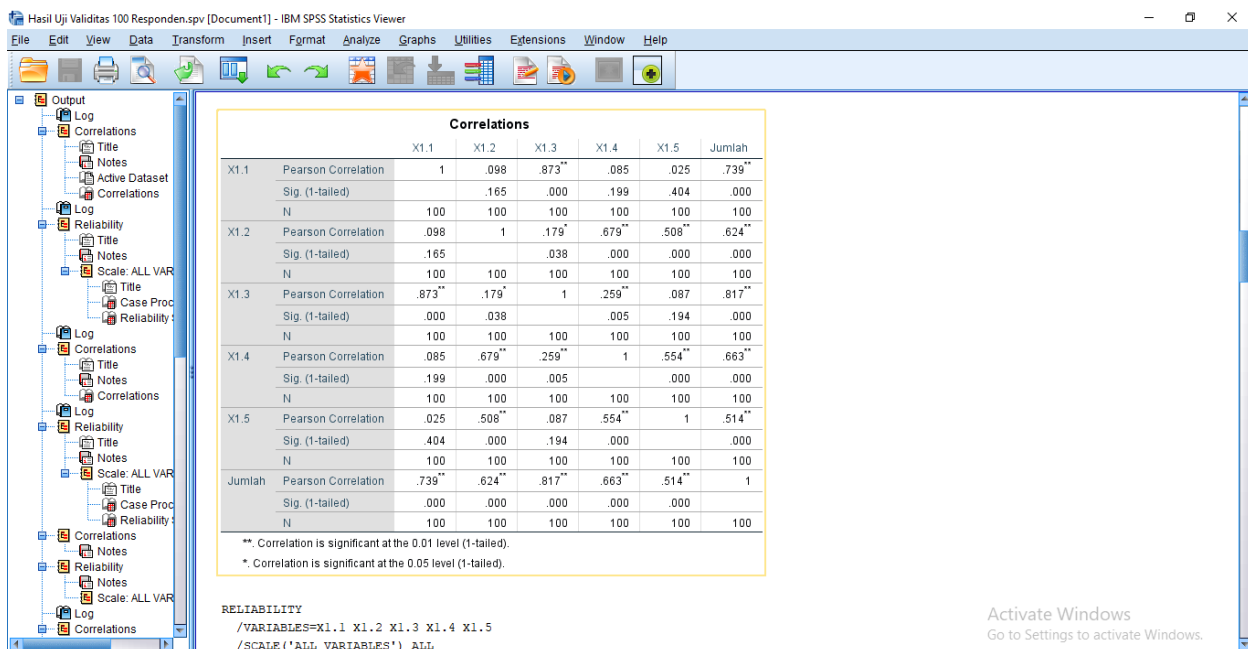 Hasil Uji Validitas 100 Responden.spv [Document1] - IBM SPSS Statistics Viewer
File Edit View Data Transform Insert Format Analyze Graphs Utilities Extensions Window Help
Output
Log
Correlations
Title
Notes
Active Dataset
Correlations
Log
Reliability
Title
Notes
Scale: ALL VAR
Title
Case Proc
Reliability
Log
Correlations
Title
Notes
Correlations
Log
Reliability
Title
Notes
Scale: ALL VAR
Title
Case Proc
Reliability
Correlations
Notes
Reliability
Notes
Scale: ALL VAR
Log
Correlations
Correlations
X1.1 X1.2 X1.3 X1.4 X1.5 Jumlah
X1.1 Pearson Correlation 1 .098 .873** .085 .025 .739**
Sig. (1-tailed) .165 .000 .199 .404 .000
N 100 100 100 100 100 100
X1.2 Pearson Correlation .098 1 .179* .679** .508** .624**
Sig. (1-tailed) .165 .038 .000 .000 .000
N 100 100 100 100 100 100
X1.3 Pearson Correlation .873** .179* 1 .259** .087 .817**
Sig. (1-tailed) .000 .038 .005 .194 .000
N 100 100 100 100 100 100
X1.4 Pearson Correlation .085 .679** .259** 1 .554** .663**
Sig. (1-tailed) .199 .000 .005 .000 .000
N 100 100 100 100 100 100
X1.5 Pearson Correlation .025 .508** .087 .554** 1 .514**
Sig. (1-tailed) .404 .000 .194 .000 .000
N 100 100 100 100 100 100
Jumlah Pearson Correlation .739** .624** .817** .663** .514** 1
Sig. (1-tailed) .000 .000 .000 .000 .000
N 100 100 100 100 100 100
**. Correlation is significant at the 0.01 level (1-tailed).
*. Correlation is significant at the 0.05 level (1-tailed).
RELIABILITY
/VARIABLES=X1.1 X1.2 X1.3 X1.4 X1.5
/SCALE('ALL VARIABLES') ALL
Activate Windows
Go to Settings to activate Windows.